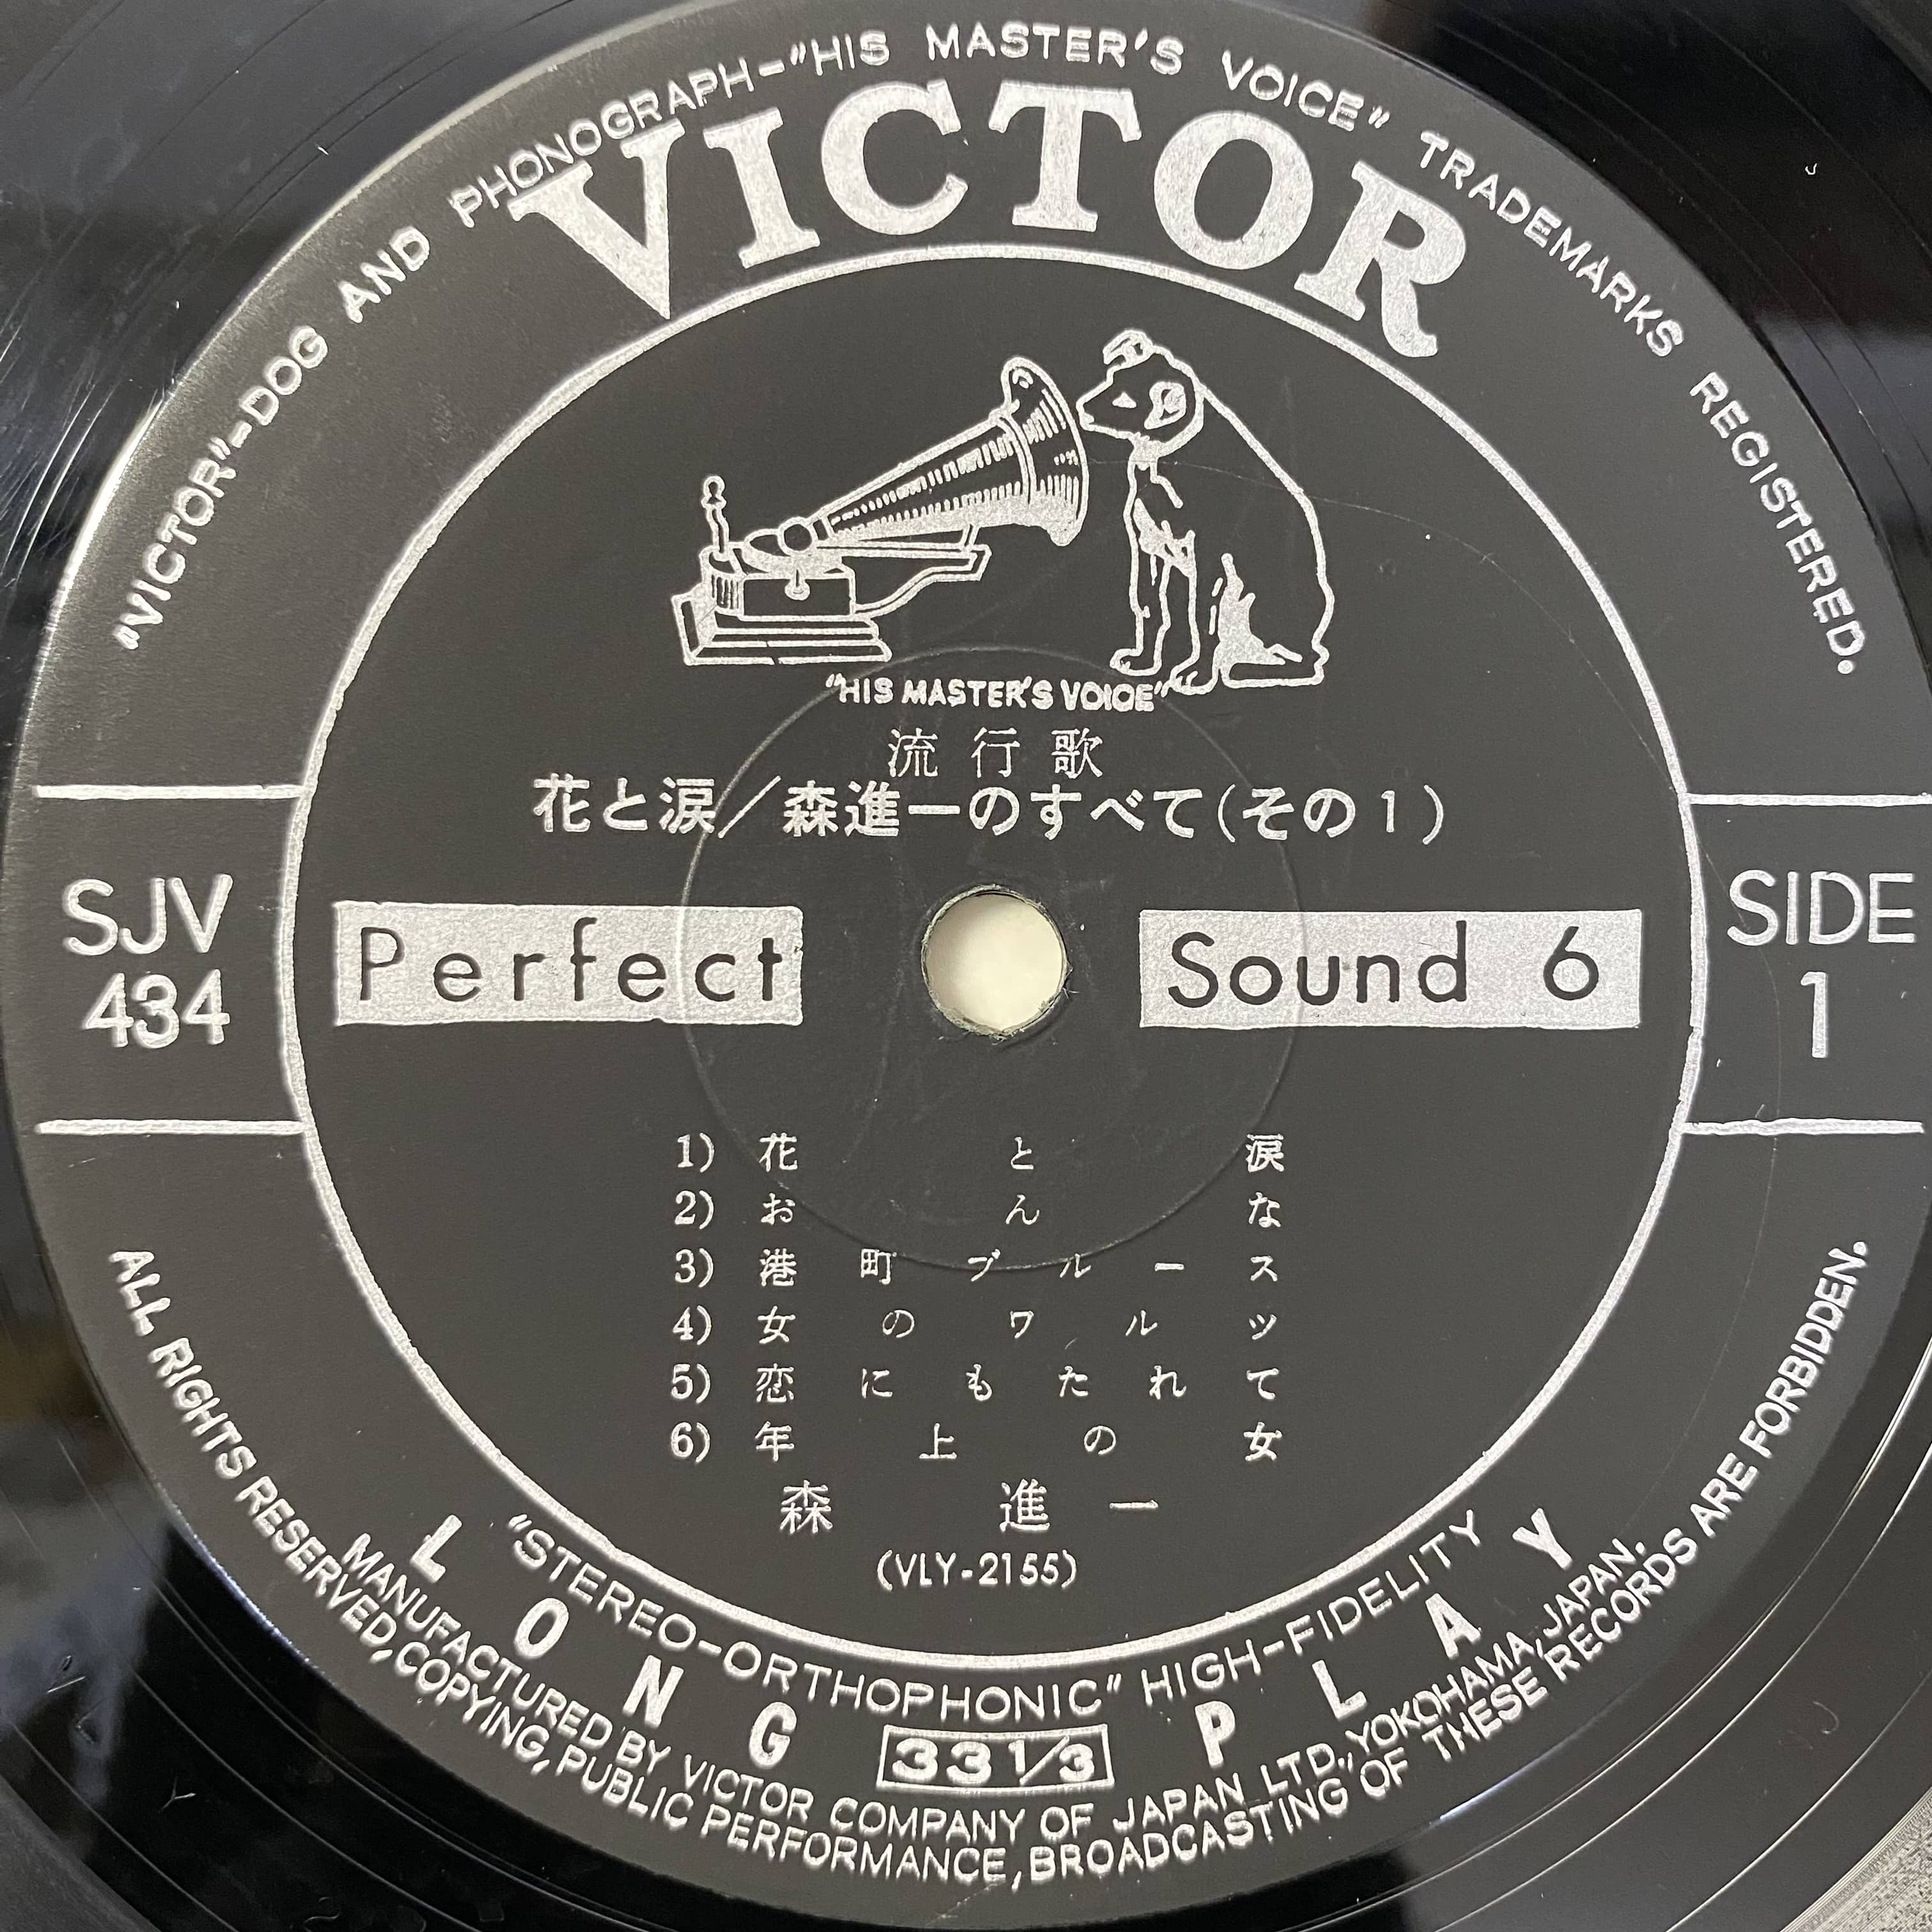 "VICTOR"-DOG AND PHONOGRAPH-"HIS MASTER'S VOICE" TRADEMARKS REGISTERED.
VICTOR
"HIS MASTER'S VOICE"
流行歌
花と涙／森進一のすべて(その1)
SJV
434
Perfect Sound 6
SIDE
1
1) 花と涙
2) おんな
3) 港町ブルース
4) 女のワルツ
5) 恋にもたれて
6) 年上の女
森進一
(VLY-2155)
"STEREO-ORTHOPHONIC" HIGH-FIDELITY
LONG 33 1/3 PLAY
MANUFACTURED BY VICTOR COMPANY OF JAPAN LTD., YOKOHAMA, JAPAN.
ALL RIGHTS RESERVED, COPYING, PUBLIC PERFORMANCE, BROADCASTING OF THESE RECORDS ARE FORBIDDEN.